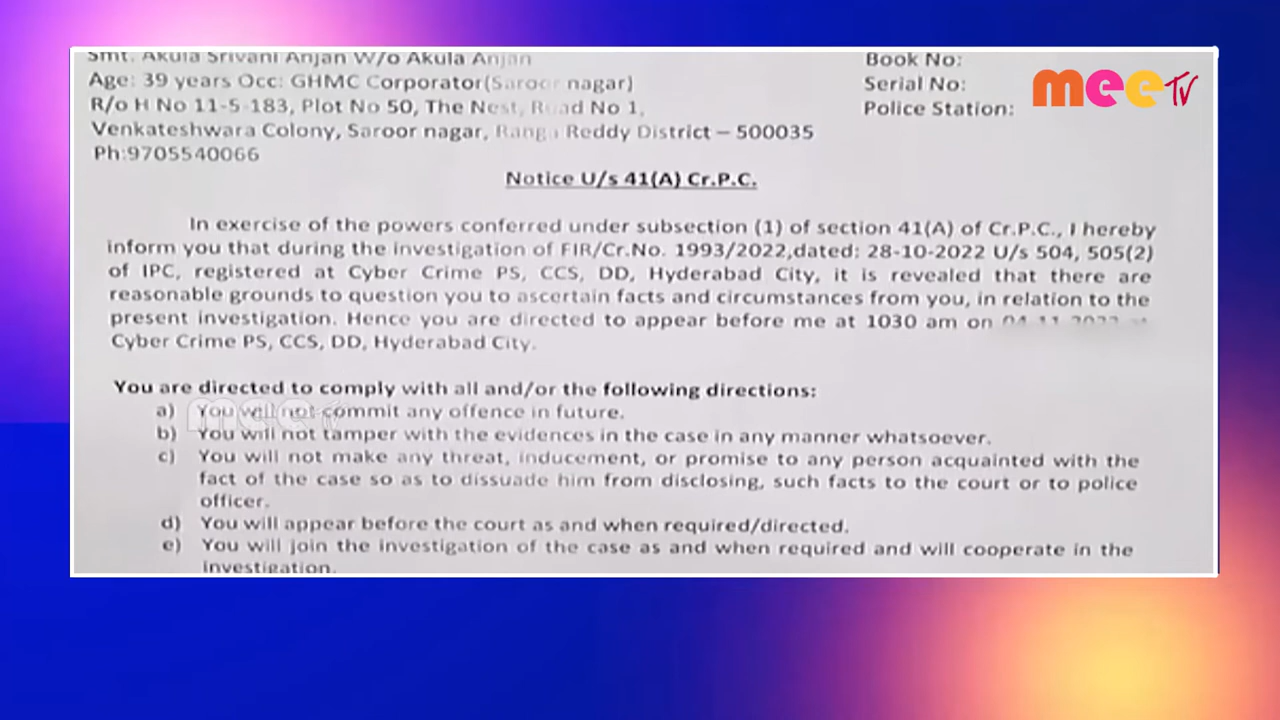 Smt. Akula Srivani Anjan W/o Akula Anjan
Age: 39 years Occ: GHMC Corporator(Saroor nagar)
R/o H No 11-5-183, Plot No 50, The Nest, Road No 1,
Venkateshwara Colony, Saroor nagar, Ranga Reddy District – 500035
Ph:9705540066
Book No:
Serial No:
Police Station:
mee TV
Notice U/s 41(A) Cr.P.C.
In exercise of the powers conferred under subsection (1) of section 41(A) of Cr.P.C., I hereby
inform you that during the investigation of FIR/Cr.No. 1993/2022,dated: 28-10-2022 U/s 504, 505(2)
of IPC, registered at Cyber Crime PS, CCS, DD, Hyderabad City, it is revealed that there are
reasonable grounds to question you to ascertain facts and circumstances from you, in relation to the
present investigation. Hence you are directed to appear before me at 1030 am on 04-11-2022 at
Cyber Crime PS, CCS, DD, Hyderabad City.
You are directed to comply with all and/or the following directions:
a) You will not commit any offence in future.
mee TV
b) You will not tamper with the evidences in the case in any manner whatsoever.
c) You will not make any threat, inducement, or promise to any person acquainted with the
fact of the case so as to dissuade him from disclosing, such facts to the court or to police
officer.
d) You will appear before the court as and when required/directed.
e) You will join the investigation of the case as and when required and will cooperate in the
investigation.